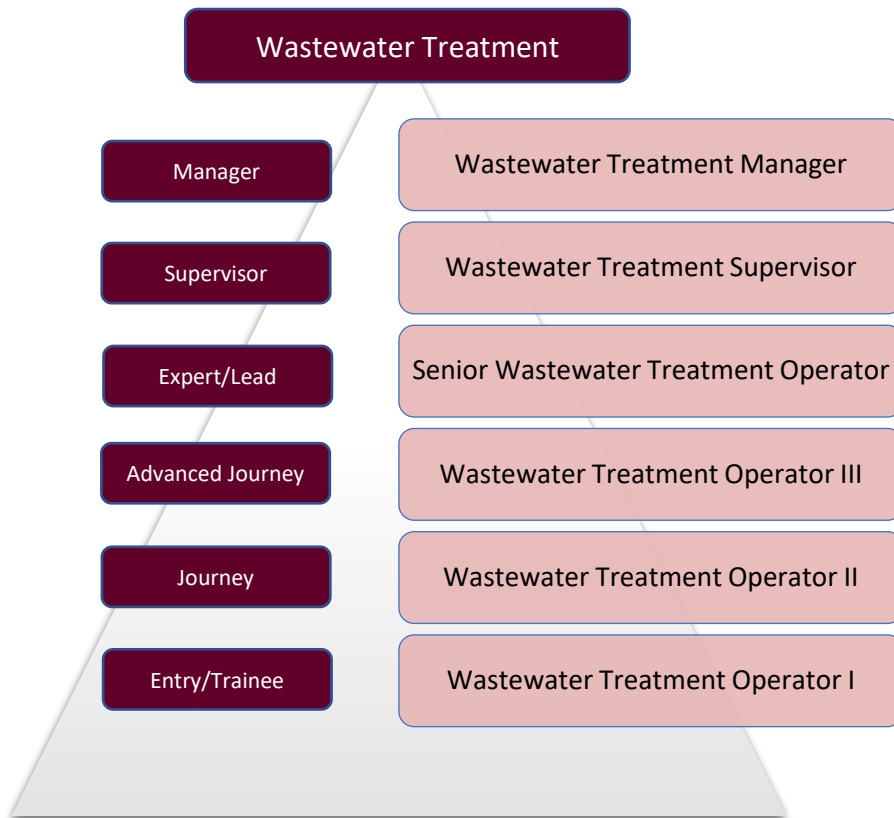 Wastewater Treatment
Manager
Wastewater Treatment Manager
Supervisor
Wastewater Treatment Supervisor
Expert/Lead
Senior Wastewater Treatment Operator
Advanced Journey
Wastewater Treatment Operator III
Journey
Wastewater Treatment Operator II
Entry/Trainee
Wastewater Treatment Operator I